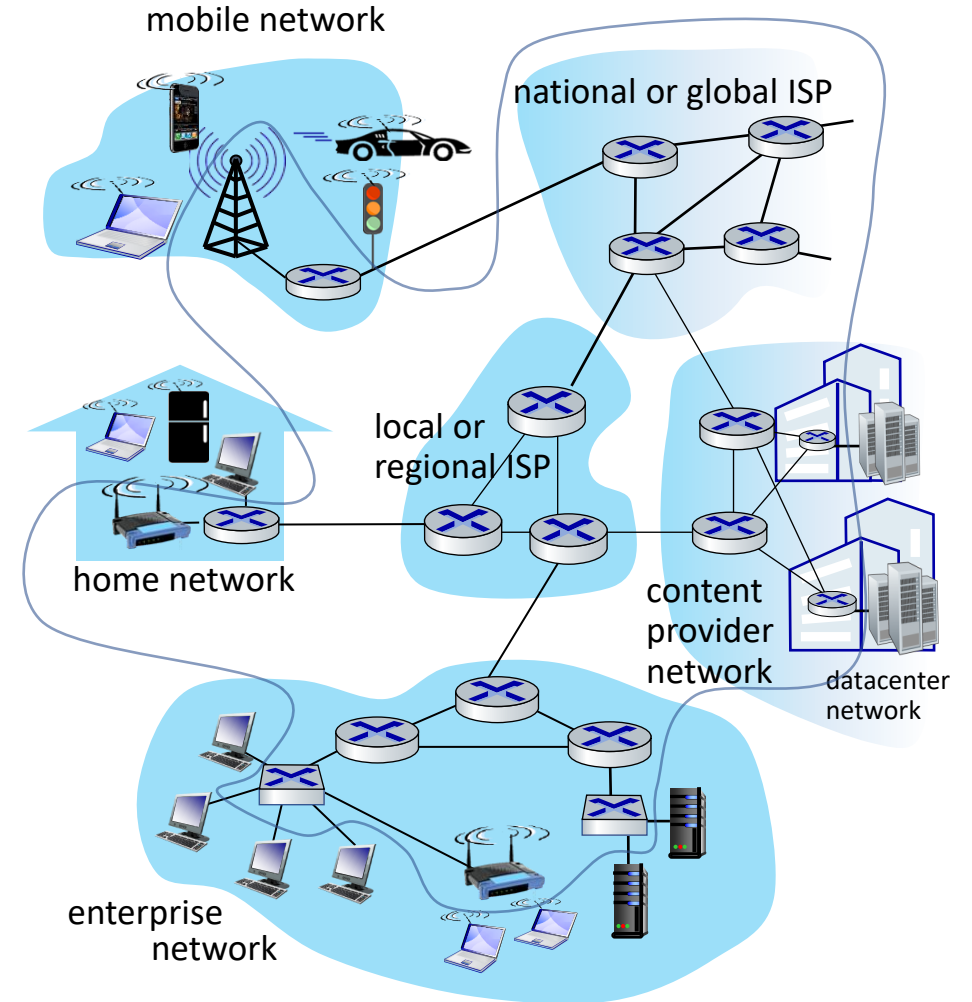 mobile network
national or global ISP
local or
regional ISP
home network
content
provider
network
datacenter
network
enterprise
network